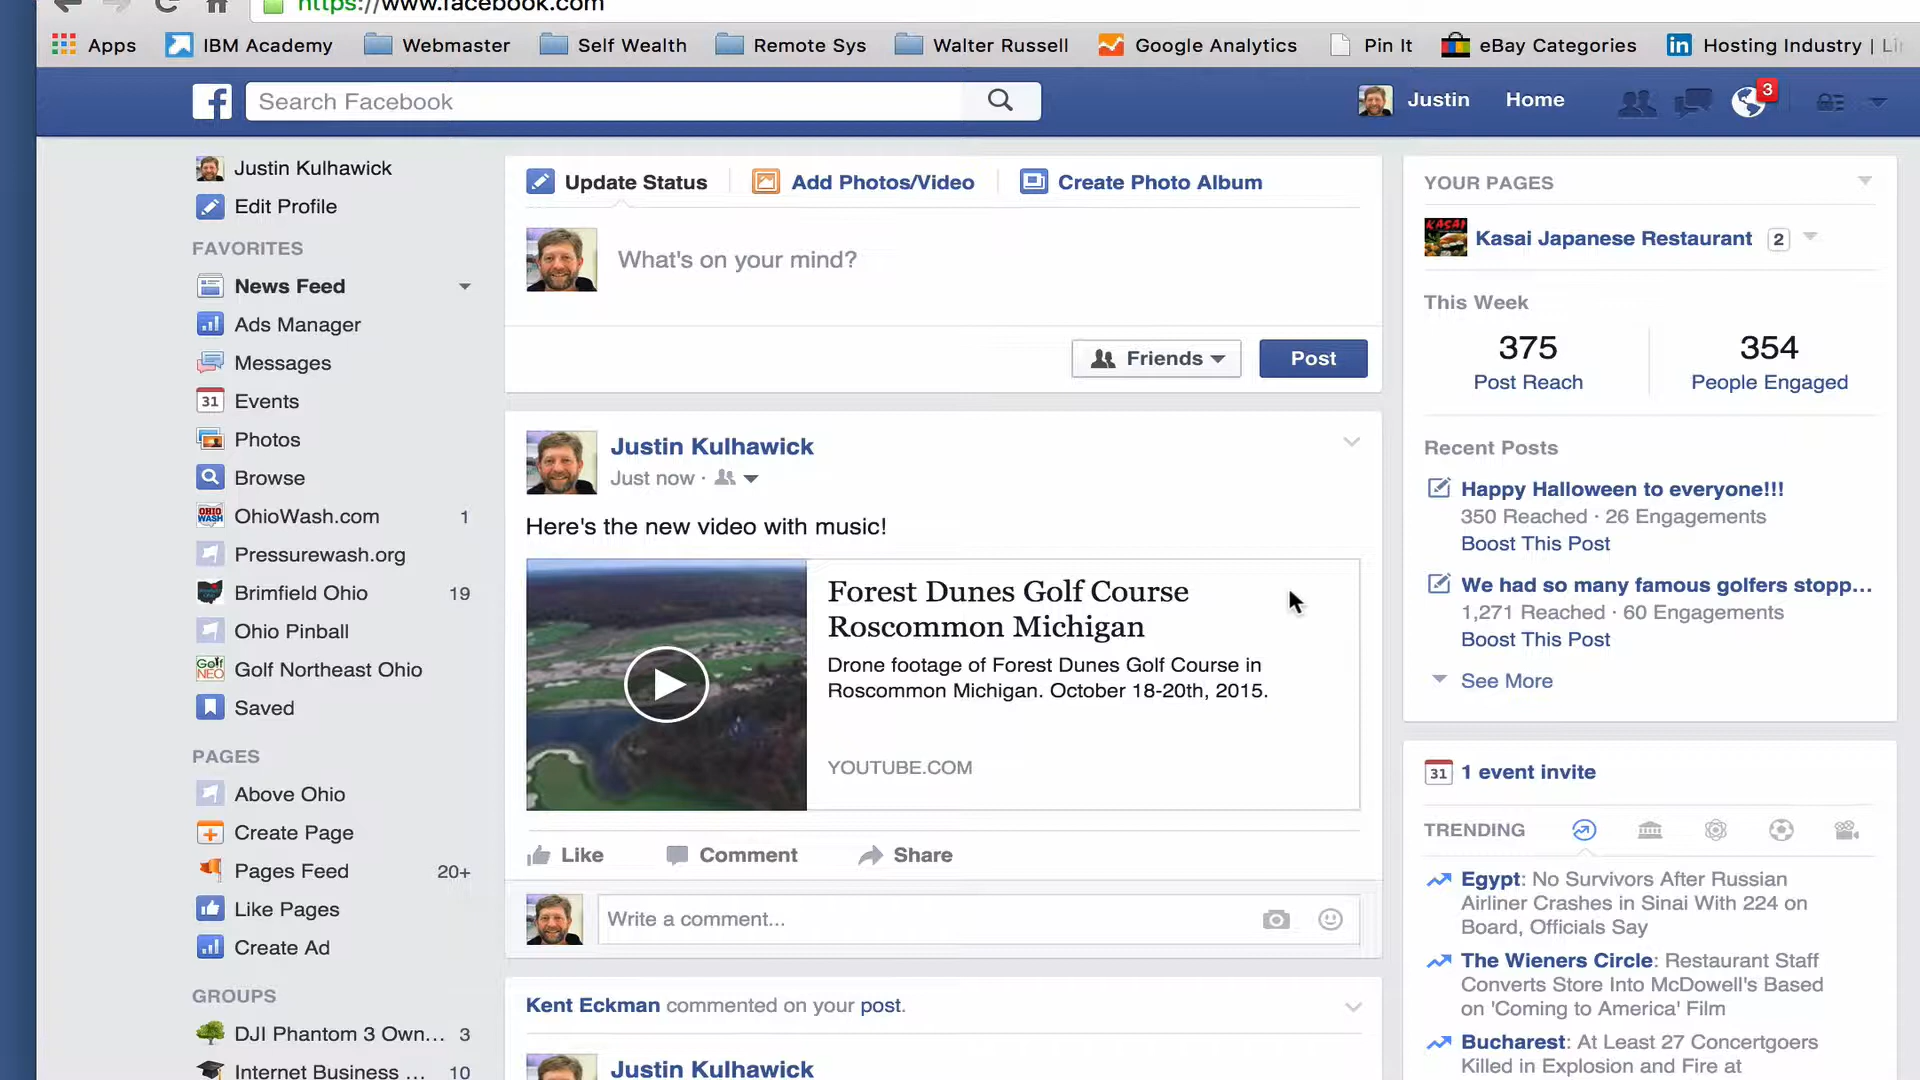 https://www.facebook.com
Apps IBM Academy Webmaster Self Wealth Remote Sys Walter Russell Google Analytics Pin It eBay Categories Hosting Industry | Li
Search Facebook
Justin Home 3
Justin Kulhawick
Edit Profile
FAVORITES
News Feed
Ads Manager
Messages
31 Events
Photos
Browse
OHIO WASH OhioWash.com 1
Pressurewash.org
Brimfield Ohio 19
Ohio Pinball
Golf NEO Golf Northeast Ohio
Saved
PAGES
Above Ohio
Create Page
Pages Feed 20+
Like Pages
Create Ad
GROUPS
DJI Phantom 3 Own... 3
Internet Business ... 10
Update Status Add Photos/Video Create Photo Album
What's on your mind?
Friends Post
Justin Kulhawick
Just now ·
Here's the new video with music!
Forest Dunes Golf Course
Roscommon Michigan
Drone footage of Forest Dunes Golf Course in
Roscommon Michigan. October 18-20th, 2015.
YOUTUBE.COM
Like Comment Share
Write a comment...
Kent Eckman commented on your post.
Justin Kulhawick
YOUR PAGES
KASAI Kasai Japanese Restaurant 2
This Week
375 354
Post Reach People Engaged
Recent Posts
Happy Halloween to everyone!!!
350 Reached · 26 Engagements
Boost This Post
We had so many famous golfers stopp...
1,271 Reached · 60 Engagements
Boost This Post
See More
31 1 event invite
TRENDING
Egypt: No Survivors After Russian
Airliner Crashes in Sinai With 224 on
Board, Officials Say
The Wieners Circle: Restaurant Staff
Converts Store Into McDowell's Based
on 'Coming to America' Film
Bucharest: At Least 27 Concertgoers
Killed in Explosion and Fire at